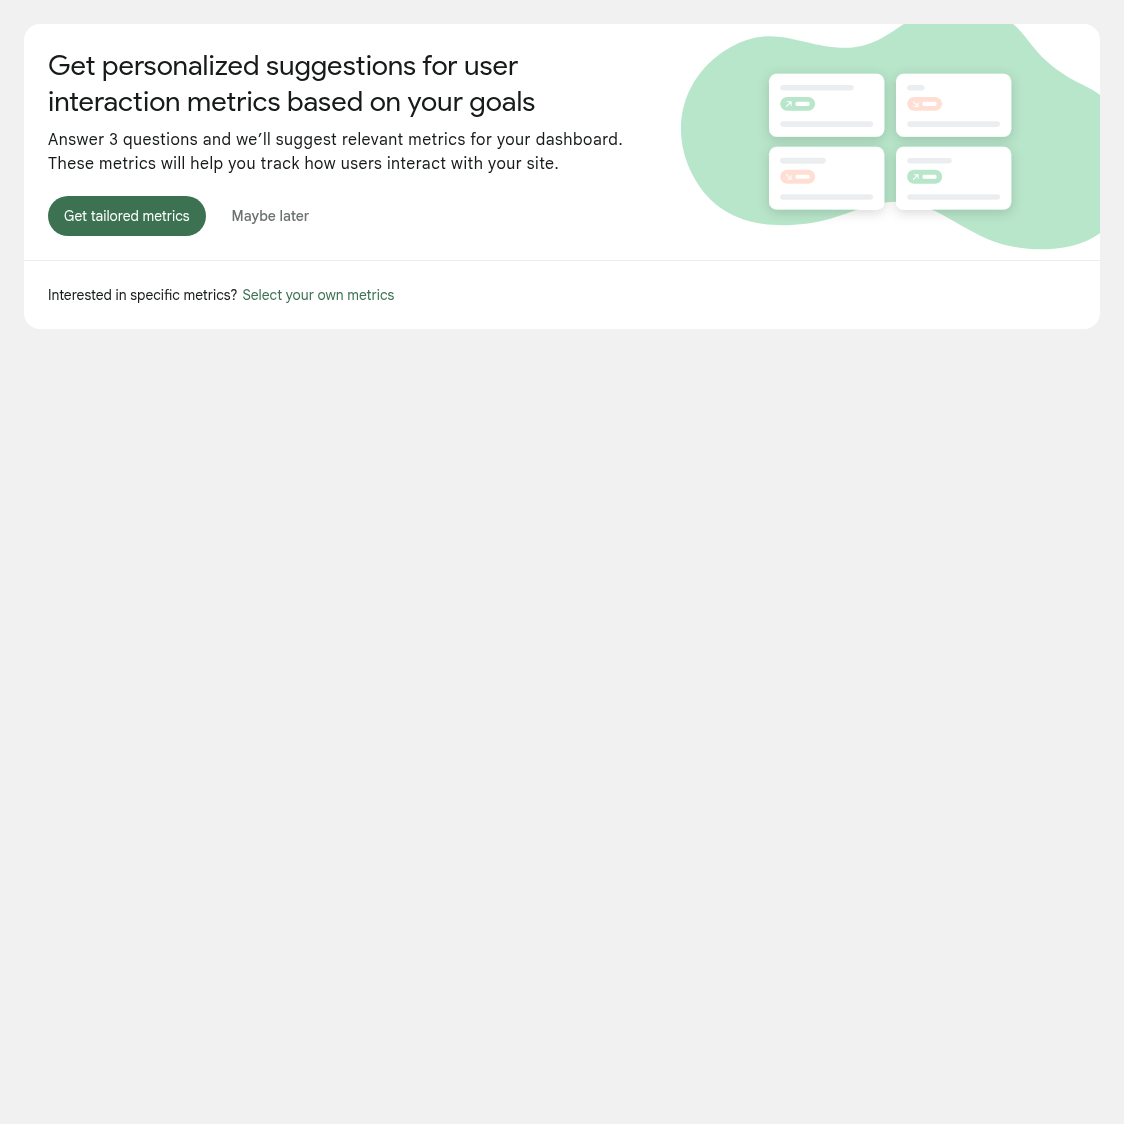 Get personalized suggestions for user
interaction metrics based on your goals
Answer 3 questions and we’ll suggest relevant metrics for your dashboard.
These metrics will help you track how users interact with your site.
Get tailored metrics
Maybe later
Interested in specific metrics? Select your own metrics